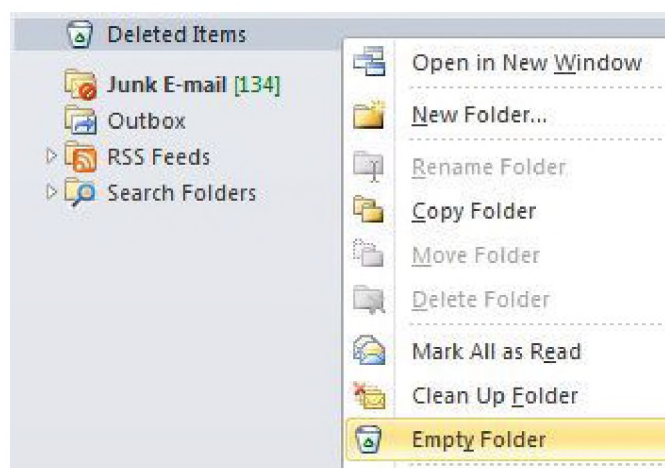 Deleted Items
Junk E-mail [134]
Outbox
RSS Feeds
Search Folders
Open in New Window
New Folder...
Rename Folder
Copy Folder
Move Folder
Delete Folder
Mark All as Read
Clean Up Folder
Empty Folder